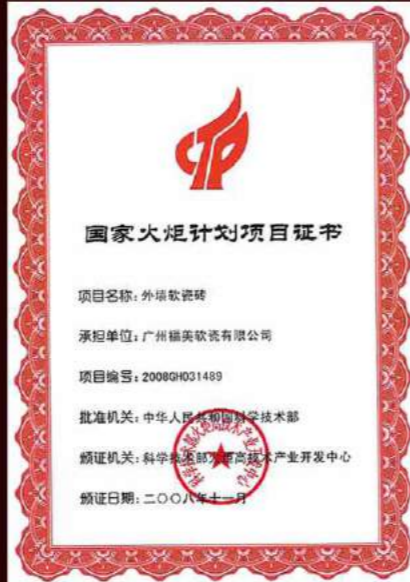 国家火炬计划项目证书
项目名称：外墙软瓷砖
承担单位：广州福美软瓷有限公司
项目编号：2008GH031489
批准机关：中华人民共和国科学技术部
颁证机关：科学技术部火炬高技术产业开发中心
颁证日期：二〇〇八年十一月